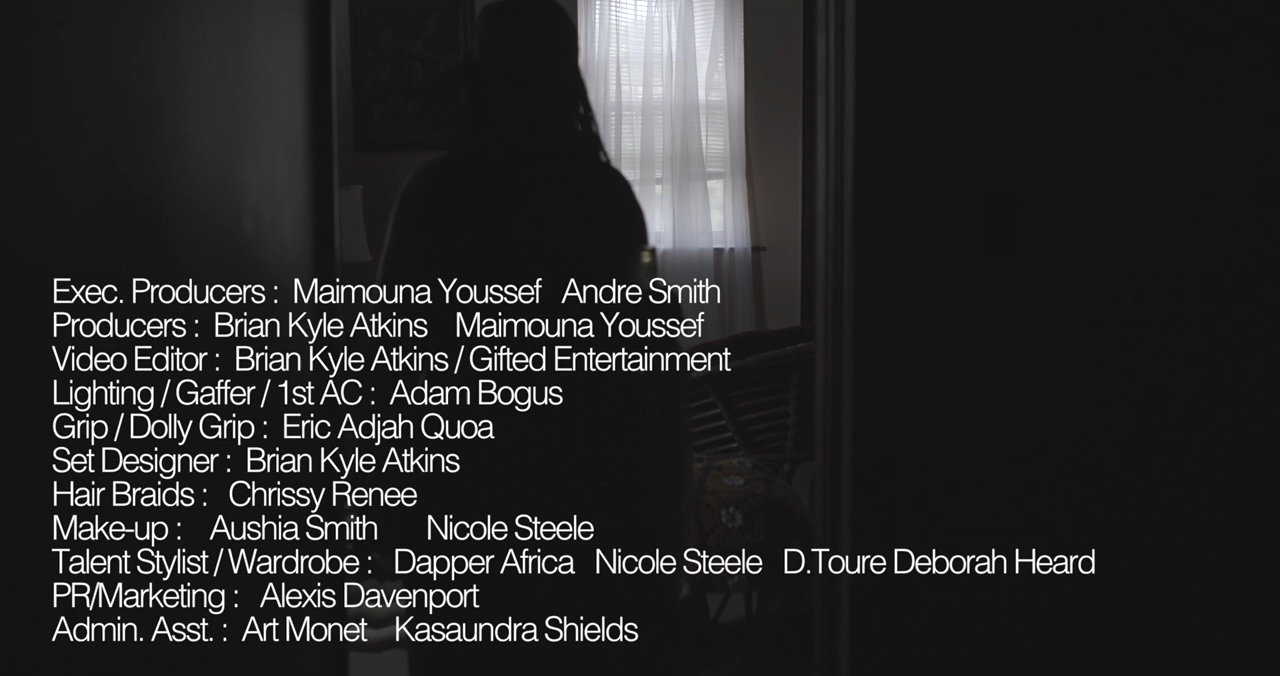 Exec. Producers : Maimouna Youssef Andre Smith
Producers : Brian Kyle Atkins Maimouna Youssef
Video Editor : Brian Kyle Atkins / Gifted Entertainment
Lighting / Gaffer / 1st AC : Adam Bogus
Grip / Dolly Grip : Eric Adjah Quoa
Set Designer : Brian Kyle Atkins
Hair Braids : Chrissy Renee
Make-up : Aushia Smith Nicole Steele
Talent Stylist / Wardrobe : Dapper Africa Nicole Steele D.Toure Deborah Heard
PR/Marketing : Alexis Davenport
Admin. Asst. : Art Monet Kasaundra Shields